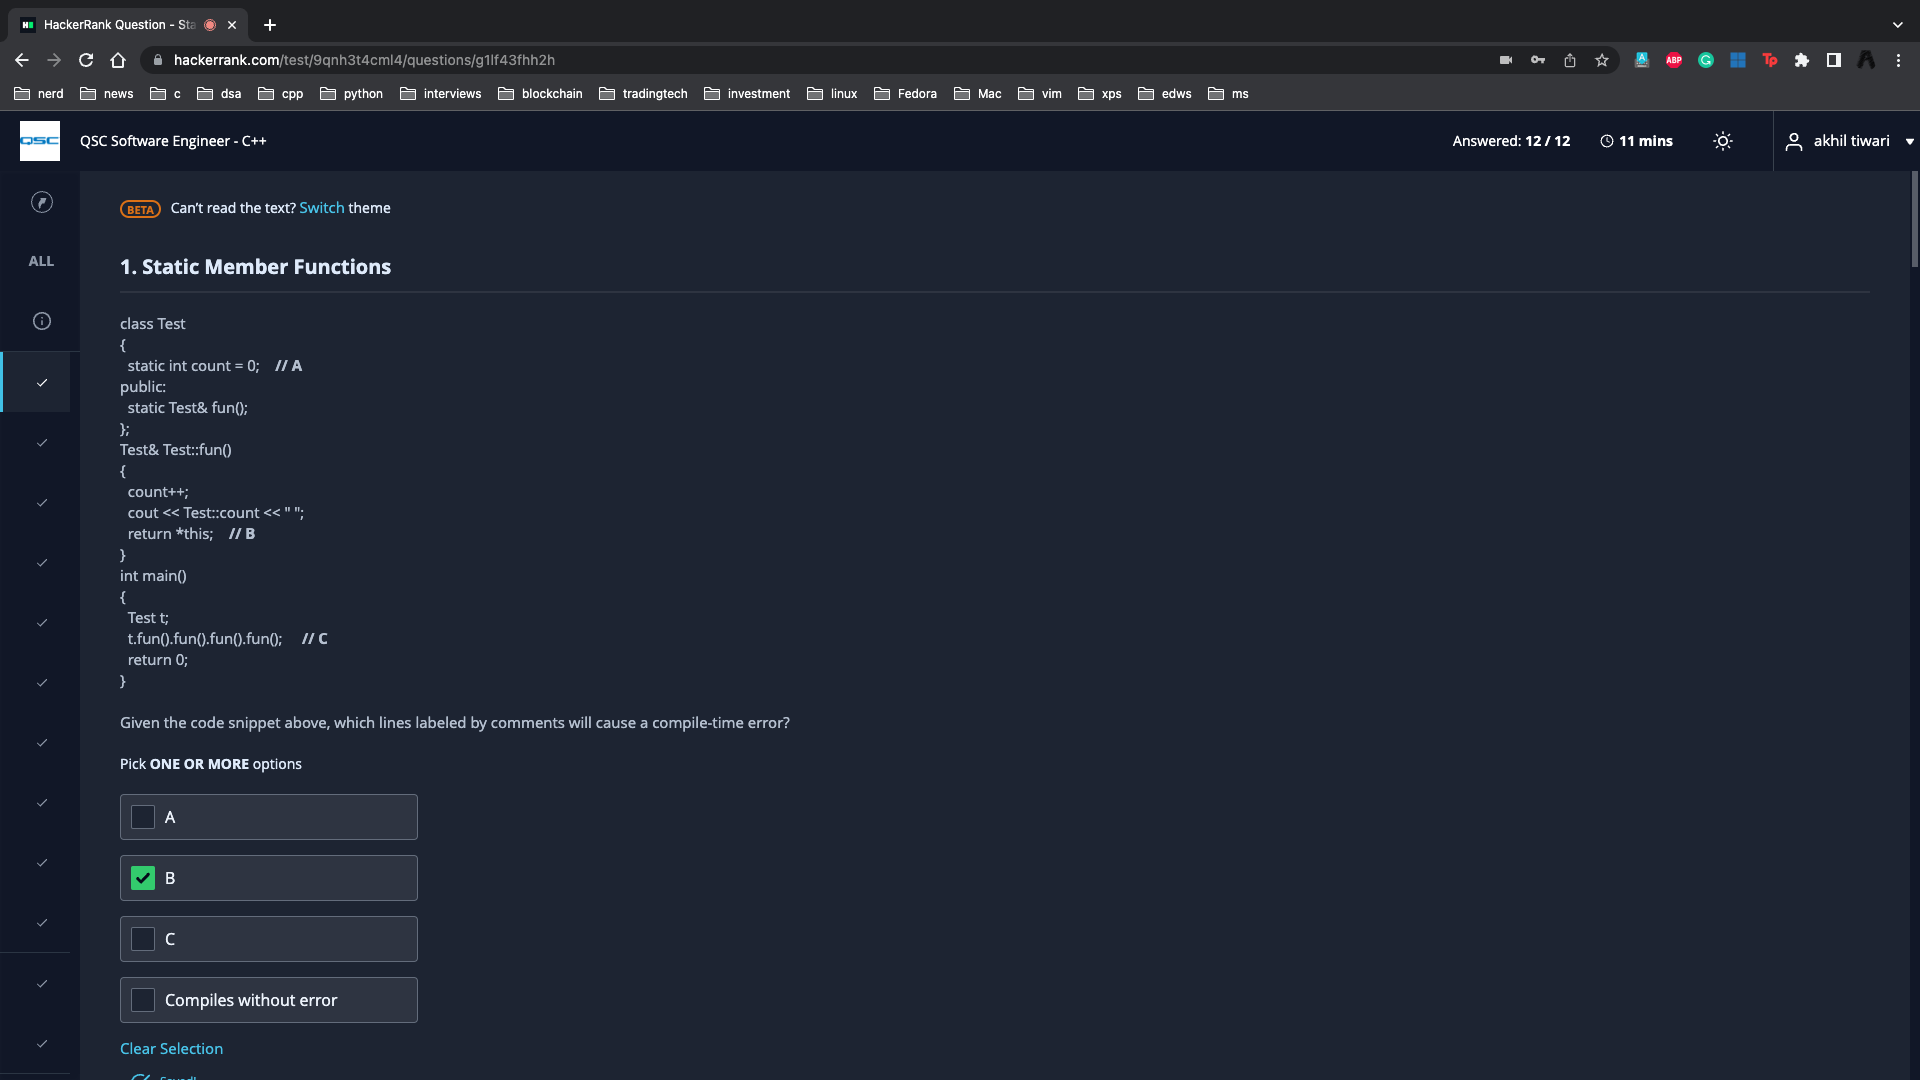 HackerRank Question - Sta
hackerrank.com/test/9qnh3t4cml4/questions/g1lf43fhh2h
ABP
Tp
nerd
news
c
dsa
cpp
python
interviews
blockchain
tradingtech
investment
linux
Fedora
Mac
vim
xps
edws
ms
QSC
QSC Software Engineer - C++
Answered: 12 / 12
11 mins
akhil tiwari
ALL
BETA Can't read the text? Switch theme
1. Static Member Functions
class Test
{
static int count = 0; // A
public:
static Test& fun();
};
Test& Test::fun()
{
count++;
cout << Test::count << " ";
return *this; // B
}
int main()
{
Test t;
t.fun().fun().fun().fun(); // C
return 0;
}
Given the code snippet above, which lines labeled by comments will cause a compile-time error?
Pick ONE OR MORE options
A
B
C
Compiles without error
Clear Selection